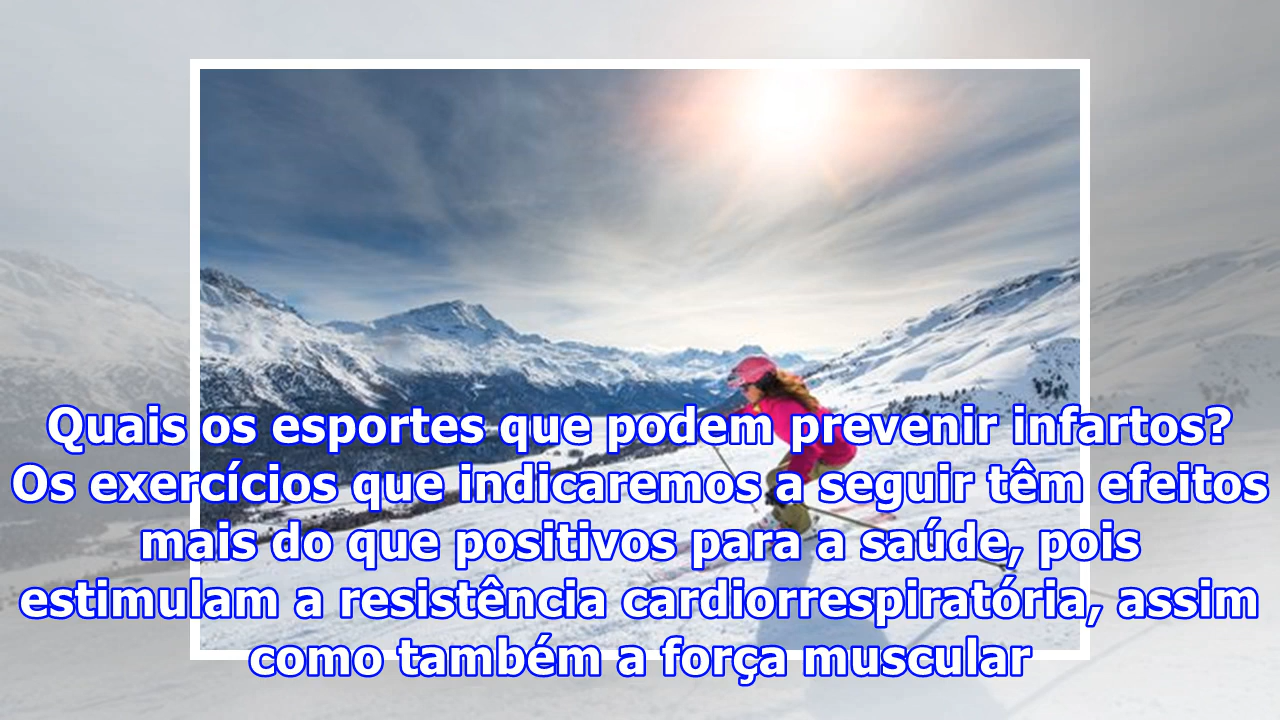 Quais os esportes que podem prevenir infartos?
Os exercícios que indicaremos a seguir têm efeitos
mais do que positivos para a saúde, pois
estimulam a resistência cardiorrespiratória, assim
como também a força muscular